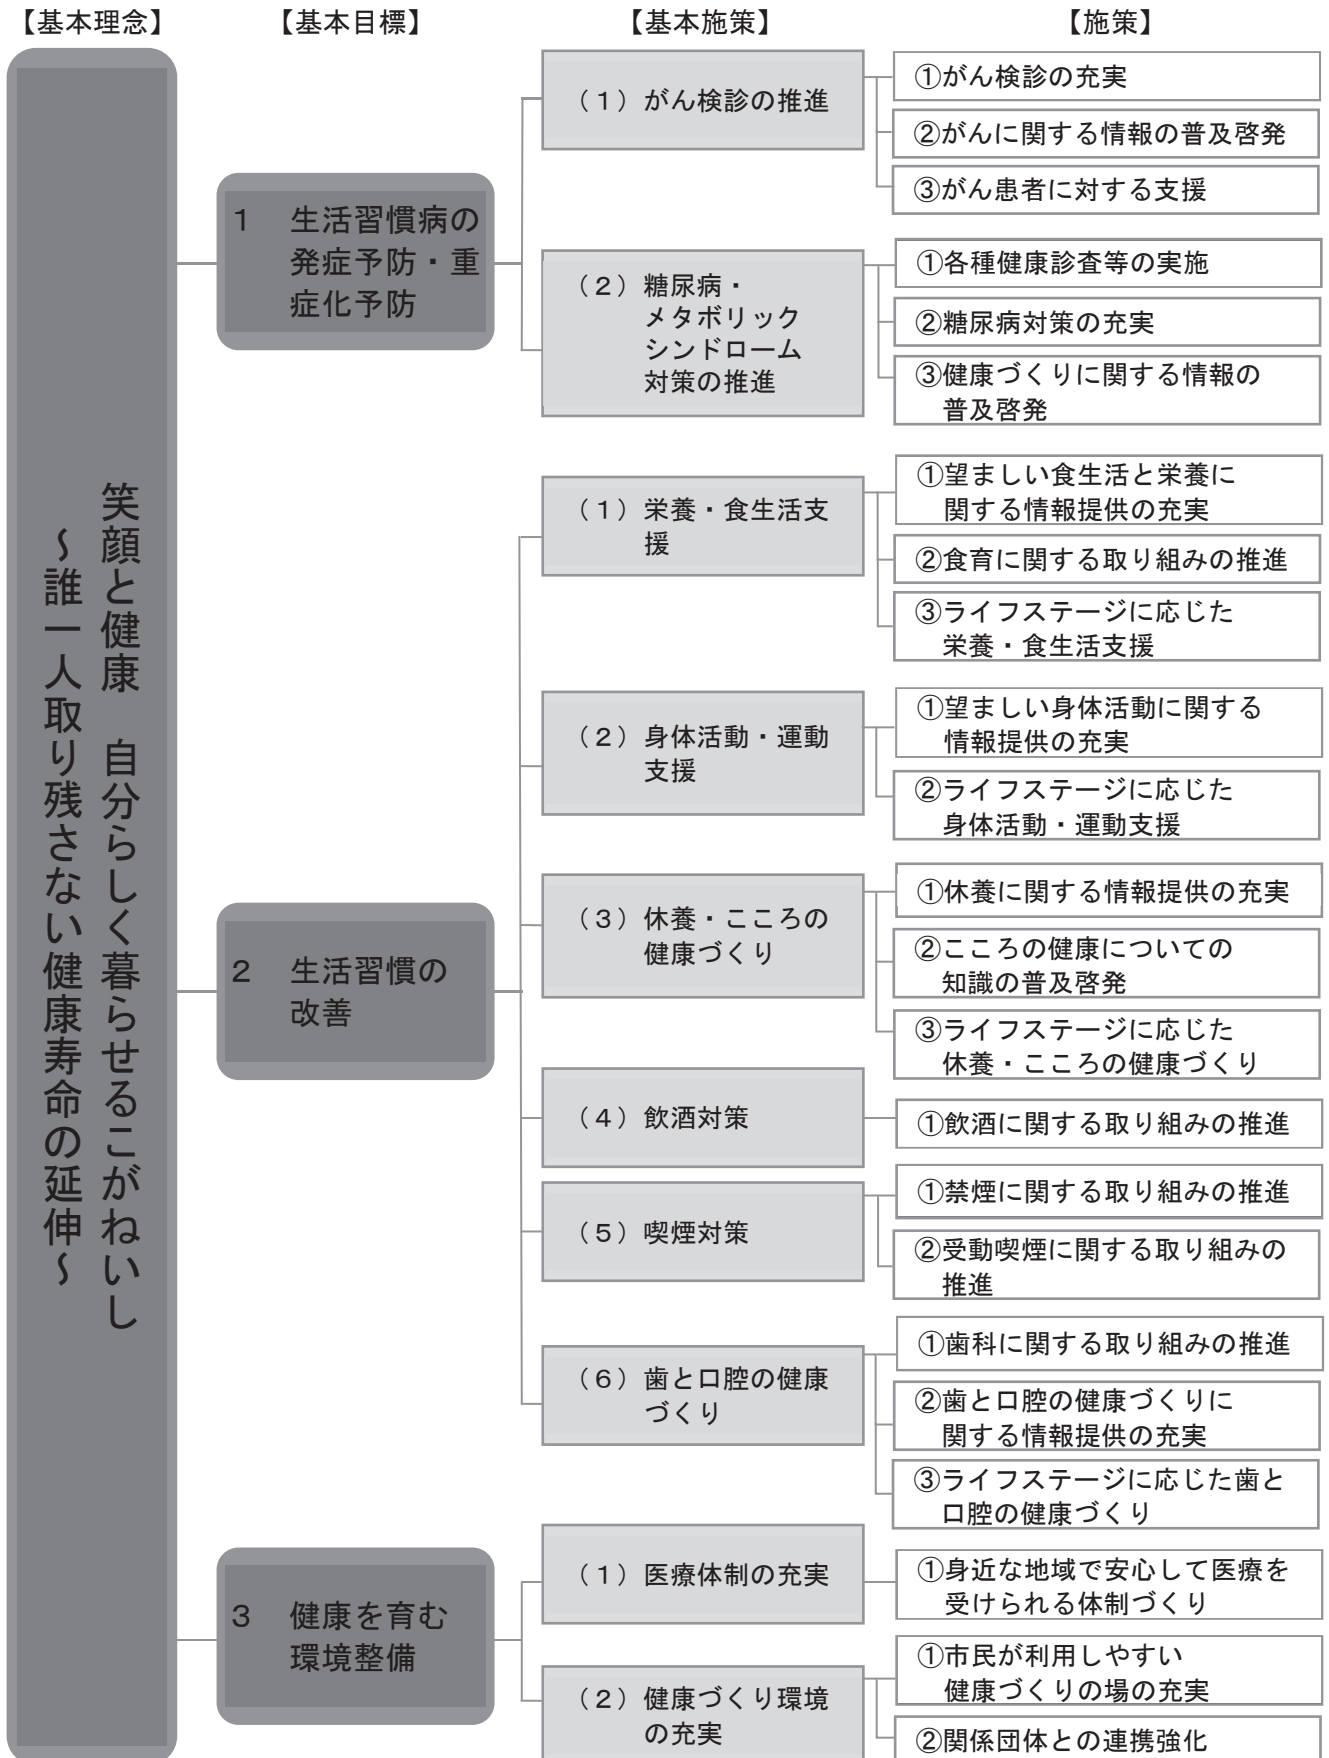 【基本理念】
【基本目標】
【基本施策】
【施策】
笑顔と健康　自分らしく暮らせるこがねいし
～誰一人取り残さない健康寿命の延伸～
1　生活習慣病の
発症予防・重
症化予防
（1）がん検診の推進
①がん検診の充実
②がんに関する情報の普及啓発
③がん患者に対する支援
（2）糖尿病・
メタボリック
シンドローム
対策の推進
①各種健康診査等の実施
②糖尿病対策の充実
③健康づくりに関する情報の
普及啓発
2　生活習慣の
改善
（1）栄養・食生活支
援
①望ましい食生活と栄養に
関する情報提供の充実
②食育に関する取り組みの推進
③ライフステージに応じた
栄養・食生活支援
（2）身体活動・運動
支援
①望ましい身体活動に関する
情報提供の充実
②ライフステージに応じた
身体活動・運動支援
（3）休養・こころの
健康づくり
①休養に関する情報提供の充実
②こころの健康についての
知識の普及啓発
③ライフステージに応じた
休養・こころの健康づくり
（4）飲酒対策
①飲酒に関する取り組みの推進
（5）喫煙対策
①禁煙に関する取り組みの推進
②受動喫煙に関する取り組みの
推進
（6）歯と口腔の健康
づくり
①歯科に関する取り組みの推進
②歯と口腔の健康づくりに
関する情報提供の充実
③ライフステージに応じた歯と
口腔の健康づくり
3　健康を育む
環境整備
（1）医療体制の充実
①身近な地域で安心して医療を
受けられる体制づくり
（2）健康づくり環境
の充実
①市民が利用しやすい
健康づくりの場の充実
②関係団体との連携強化